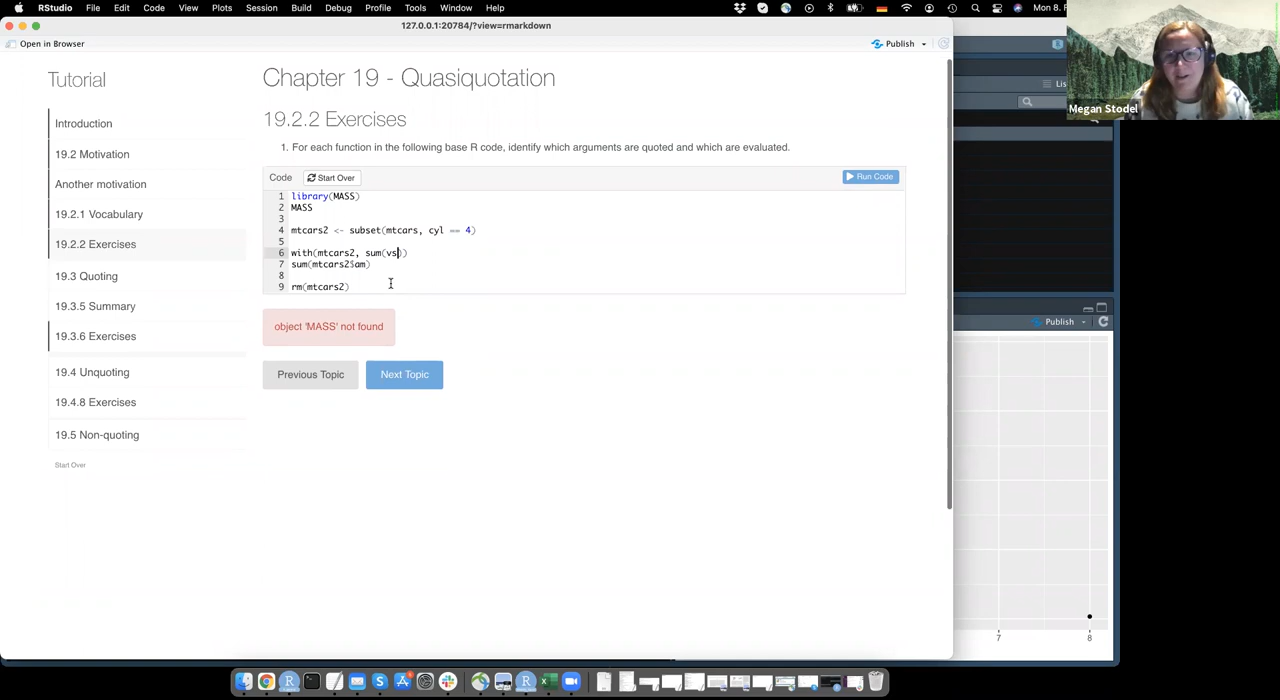 RStudio File Edit Code View Plots Session Build Debug Profile Tools Window Help
Mon 8. F
127.0.0.1:20784/?view=rmarkdown
Open in Browser
Publish
Lis
Megan Stodel
Tutorial
Chapter 19 - Quasiquotation
Introduction
19.2.2 Exercises
19.2 Motivation
1. For each function in the following base R code, identify which arguments are quoted and which are evaluated.
Another motivation
Code
Start Over
Run Code
19.2.1 Vocabulary
19.2.2 Exercises
19.3 Quoting
19.3.5 Summary
19.3.6 Exercises
19.4 Unquoting
19.4.8 Exercises
19.5 Non-quoting
Start Over
1 library(MASS)
2 MASS
3
4 mtcars2 <- subset(mtcars, cyl == 4)
5
6 with(mtcars2, sum(vs))
7 sum(mtcars2$am)
8
9 rm(mtcars2)
object 'MASS' not found
Previous Topic
Next Topic
Publish
7
8